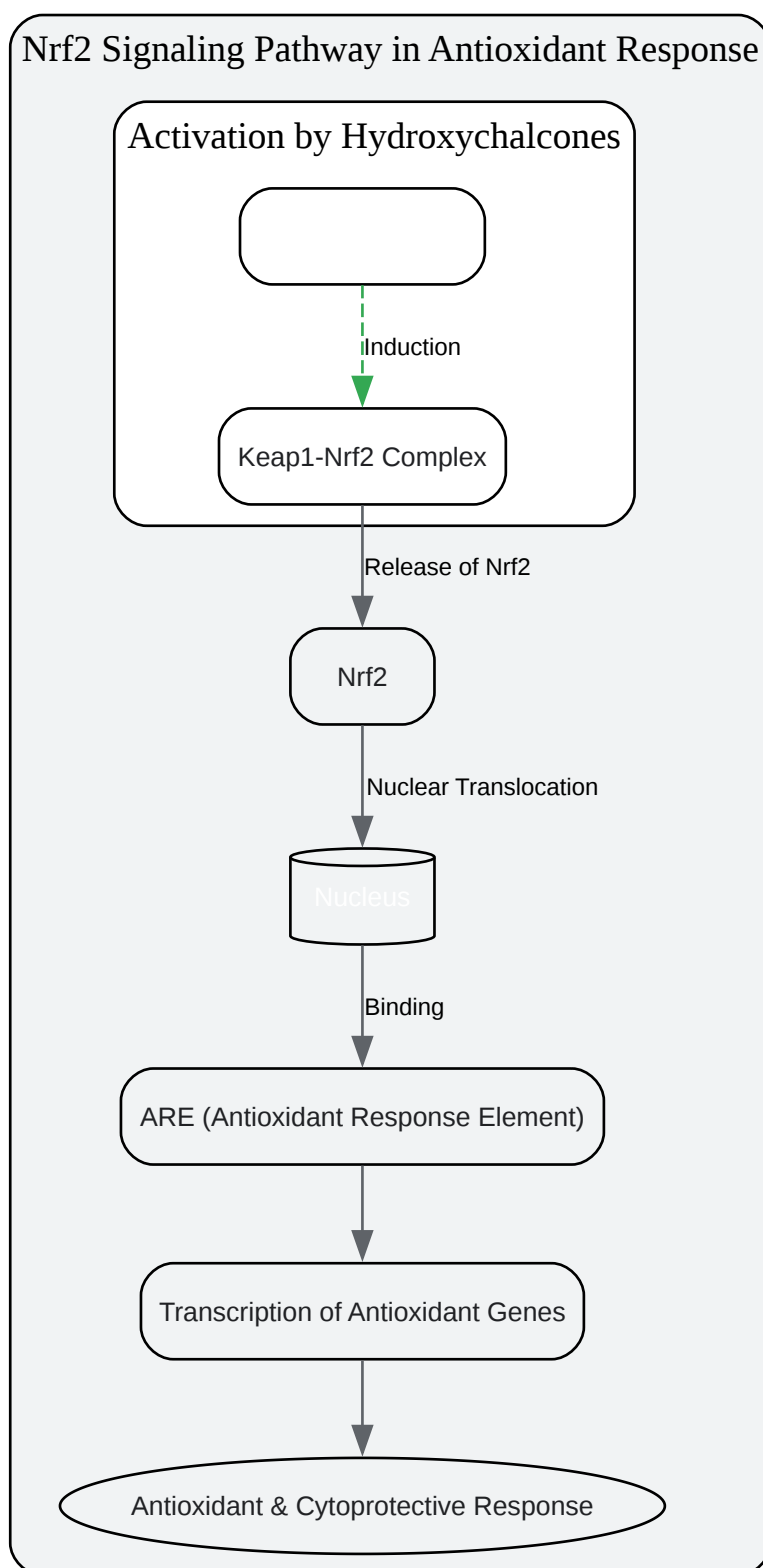 Nrf2 Signaling Pathway in Antioxidant Response
Activation by Hydroxychalcones
Induction
Keap1-Nrf2 Complex
Release of Nrf2
Nrf2
Nuclear Translocation
Nucleus
Binding
ARE (Antioxidant Response Element)
Transcription of Antioxidant Genes
Antioxidant & Cytoprotective Response